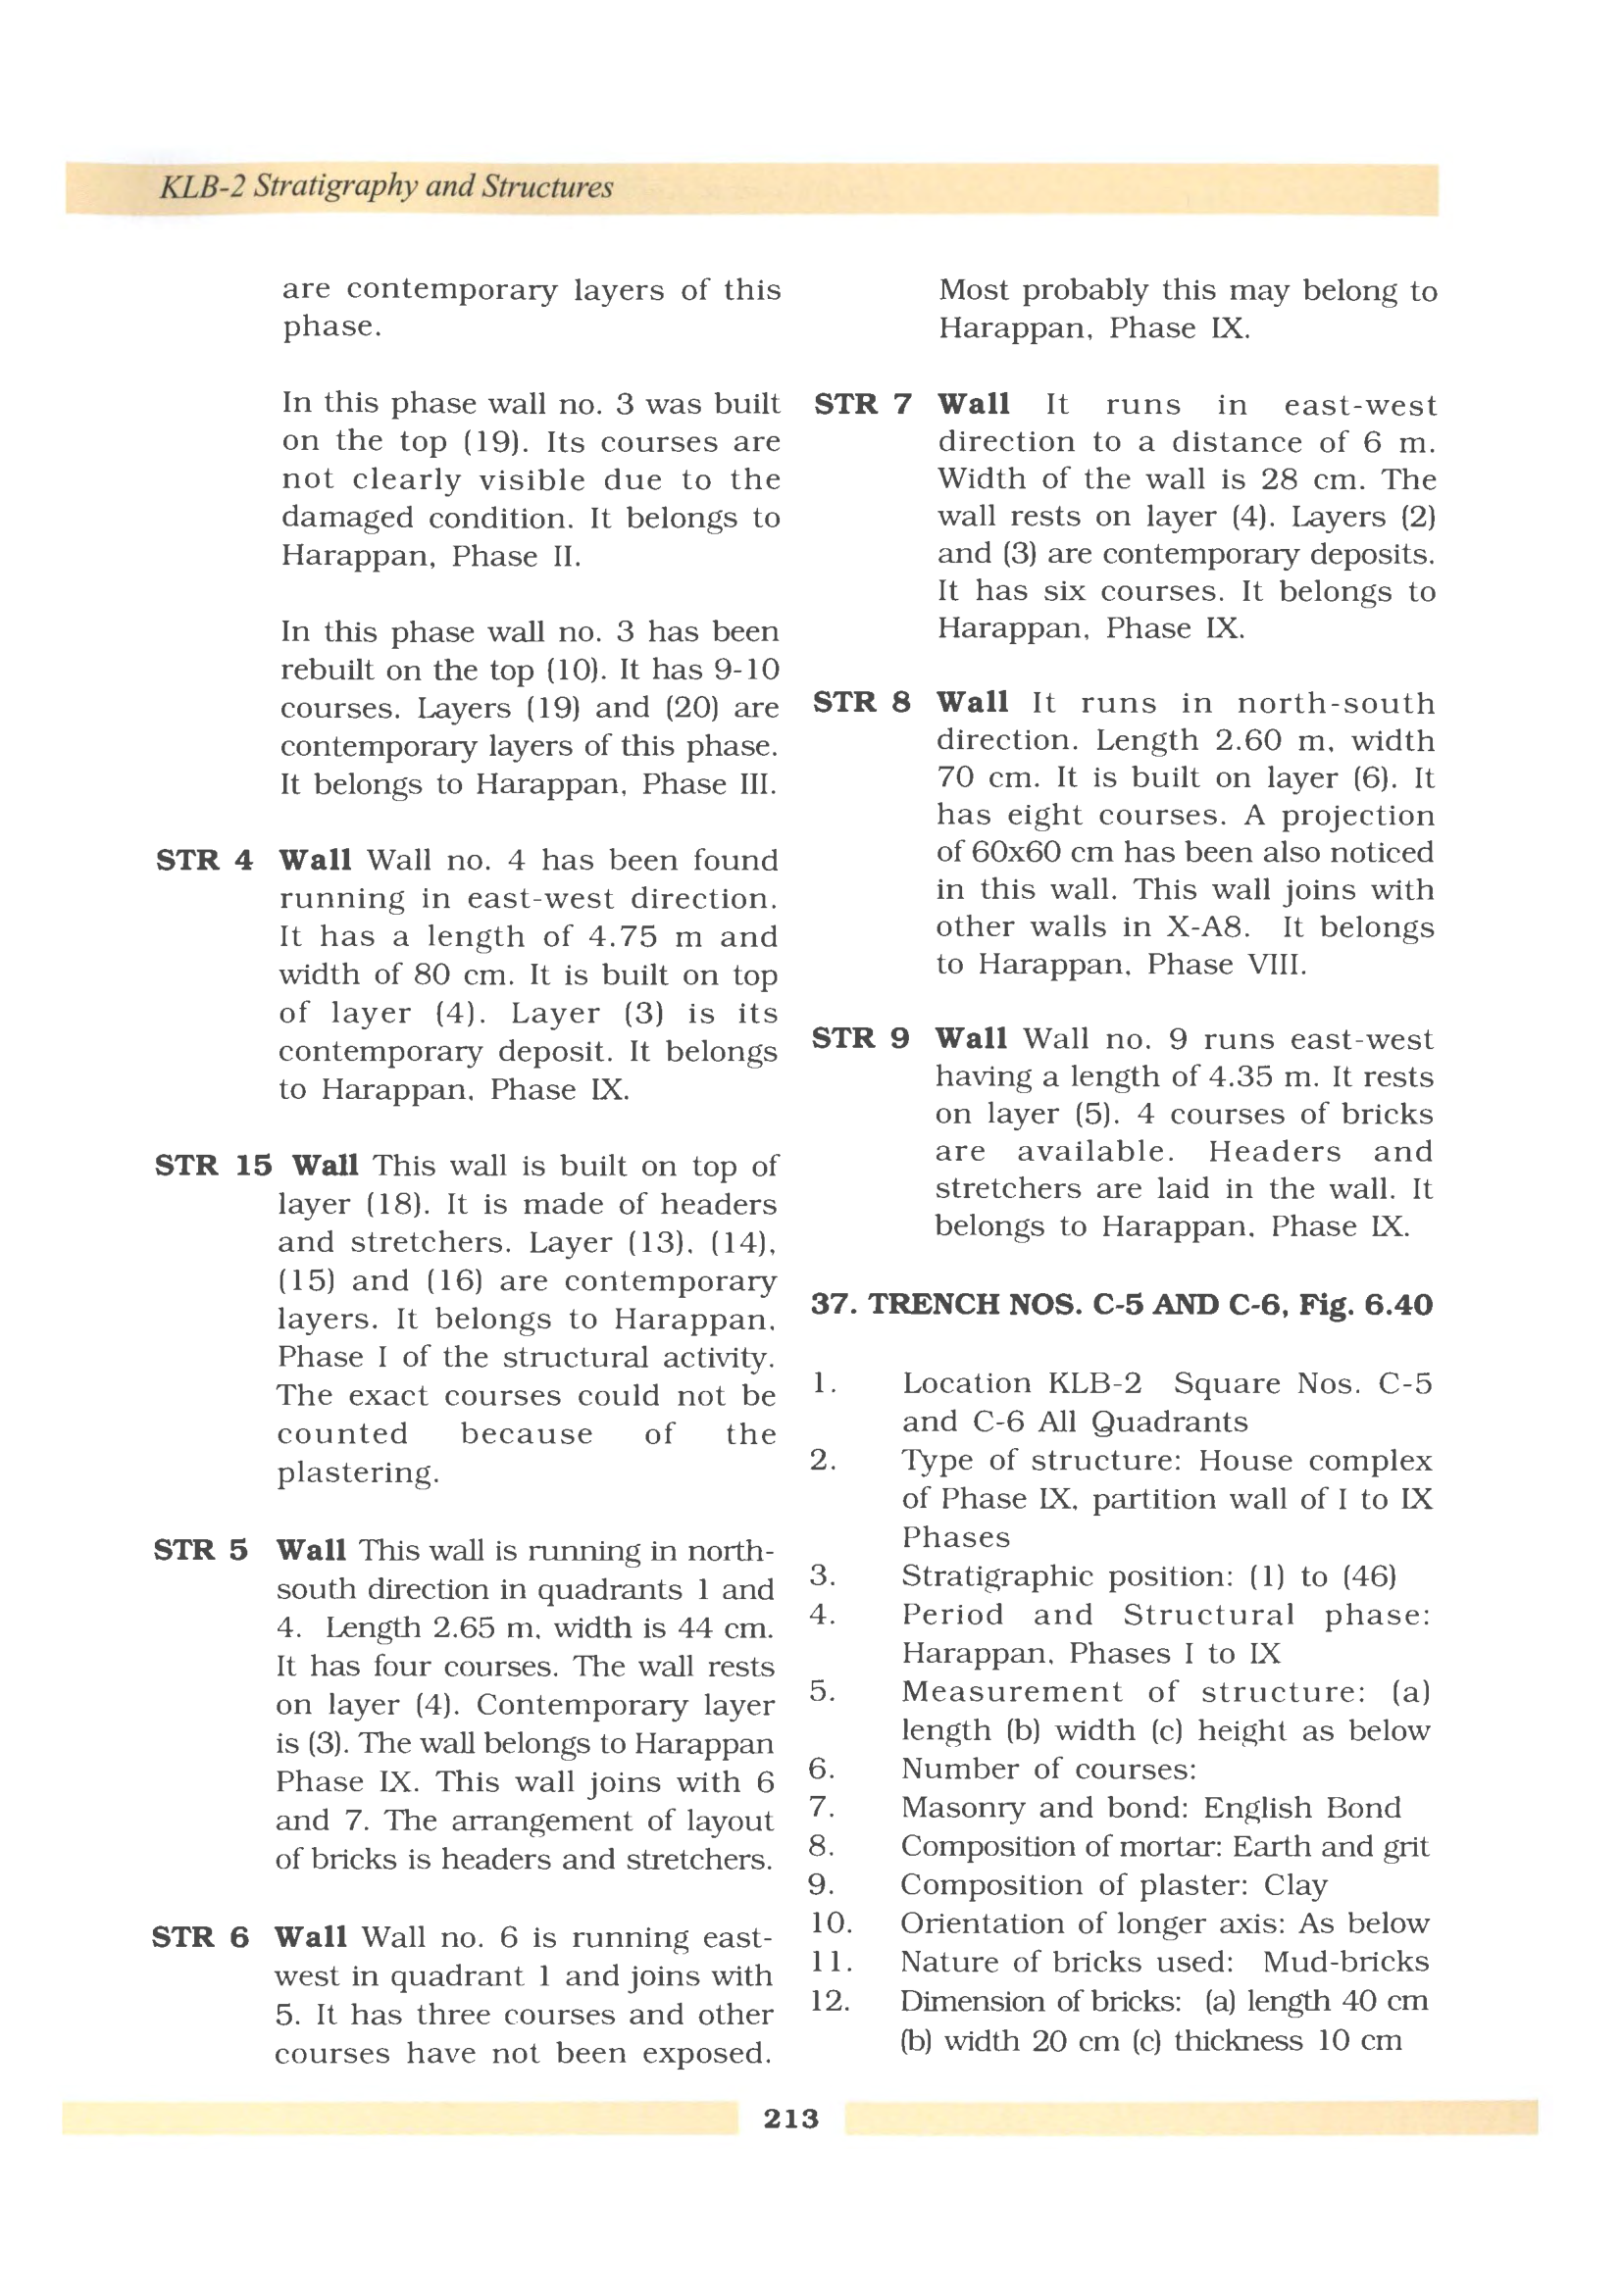 KLB-2 Stratigraphy and Structures
are contemporary layers of this
phase.
In this phase wall no. 3 was built
on the top (19). Its courses are
not clearly visible due to the
damaged condition. It belongs to
Harappan, Phase II.
In this phase wall no. 3 has been
rebuilt on the top (10). It has 9-10
courses. Layers (19) and (20) are
contemporary layers of this phase.
It belongs to Harappan, Phase III.
STR 4 Wall Wall no. 4 has been found
running in east-west direction.
It has a length of 4.75 m and
width of 80 cm. It is built on top
of layer (4). Layer (3) is its
contemporary deposit. It belongs
to Harappan, Phase IX.
STR 15 Wall This wall is built on top of
layer (18). It is made of headers
and stretchers. Layer (13), (14),
(15) and (16) are contemporary
layers. It belongs to Harappan,
Phase I of the structural activity.
The exact courses could not be
counted because of the
plastering.
STR 5 Wall This wall is running in north-
south direction in quadrants 1 and
4. Length 2.65 m, width is 44 cm.
It has four courses. The wall rests
on layer (4). Contemporary layer
is (3). The wall belongs to Harappan
Phase IX. This wall joins with 6
and 7. The arrangement of layout
of bricks is headers and stretchers.
STR 6 Wall Wall no. 6 is running east-
west in quadrant 1 and joins with
5. It has three courses and other
courses have not been exposed.
Most probably this may belong to
Harappan, Phase IX.
STR 7 Wall It runs in east-west
direction to a distance of 6 m.
Width of the wall is 28 cm. The
wall rests on layer (4). Layers (2)
and (3) are contemporary deposits.
It has six courses. It belongs to
Harappan, Phase IX.
STR 8 Wall It runs in north-south
direction. Length 2.60 m, width
70 cm. It is built on layer (6). It
has eight courses. A projection
of 60x60 cm has been also noticed
in this wall. This wall joins with
other walls in X-A8. It belongs
to Harappan, Phase VIII.
STR 9 Wall Wall no. 9 runs east-west
having a length of 4.35 m. It rests
on layer (5). 4 courses of bricks
are available. Headers and
stretchers are laid in the wall. It
belongs to Harappan, Phase IX.
37. TRENCH NOS. C-5 AND C-6, Fig. 6.40
1. Location KLB-2 Square Nos. C-5
and C-6 All Quadrants
2. Type of structure: House complex
of Phase IX, partition wall of I to IX
Phases
3. Stratigraphic position: (1) to (46)
4. Period and Structural phase:
Harappan, Phases I to IX
5. Measurement of structure: (a)
length (b) width (c) height as below
6. Number of courses:
7. Masonry and bond: English Bond
8. Composition of mortar: Earth and grit
9. Composition of plaster: Clay
10. Orientation of longer axis: As below
11. Nature of bricks used: Mud-bricks
12. Dimension of bricks: (a) length 40 cm
(b) width 20 cm (c) thickness 10 cm
213